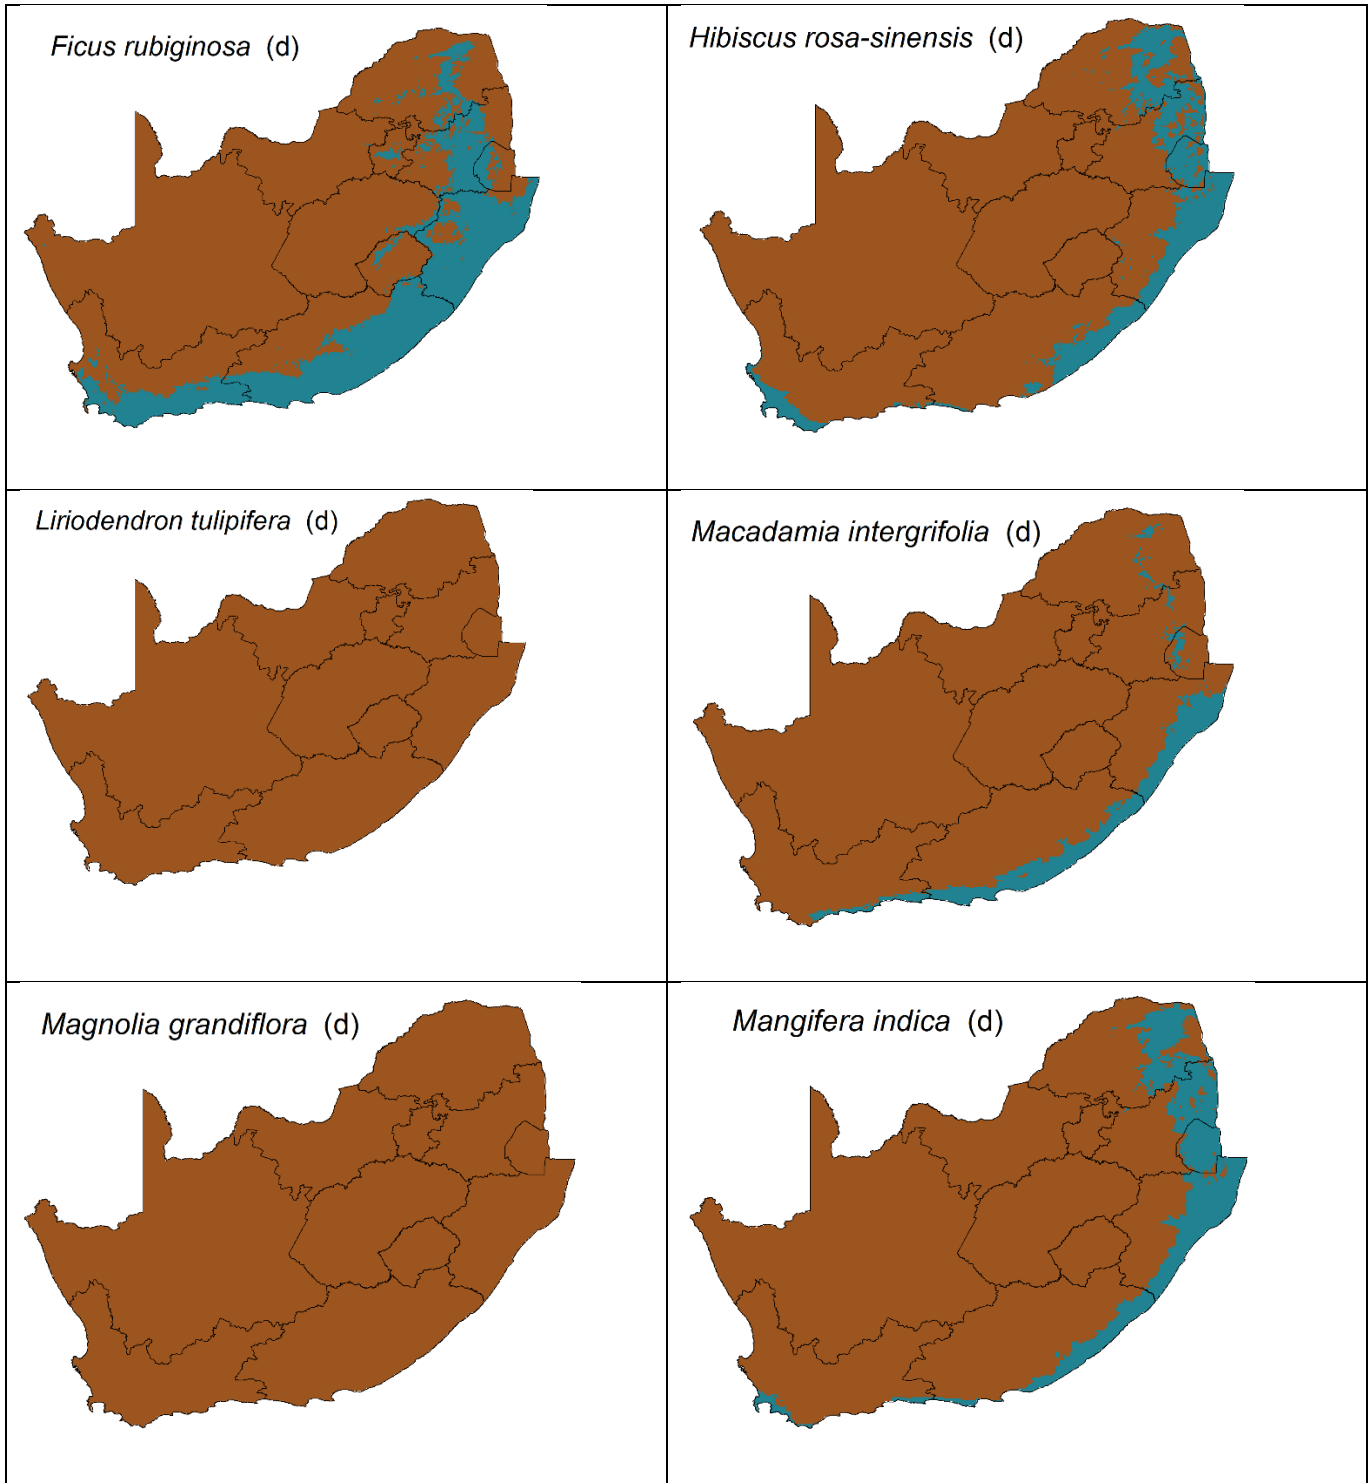 Ficus rubiginosa (d)
Hibiscus rosa-sinensis (d)
Liriodendron tulipifera (d)
Macadamia intergrifolia (d)
Magnolia grandiflora (d)
Mangifera indica (d)